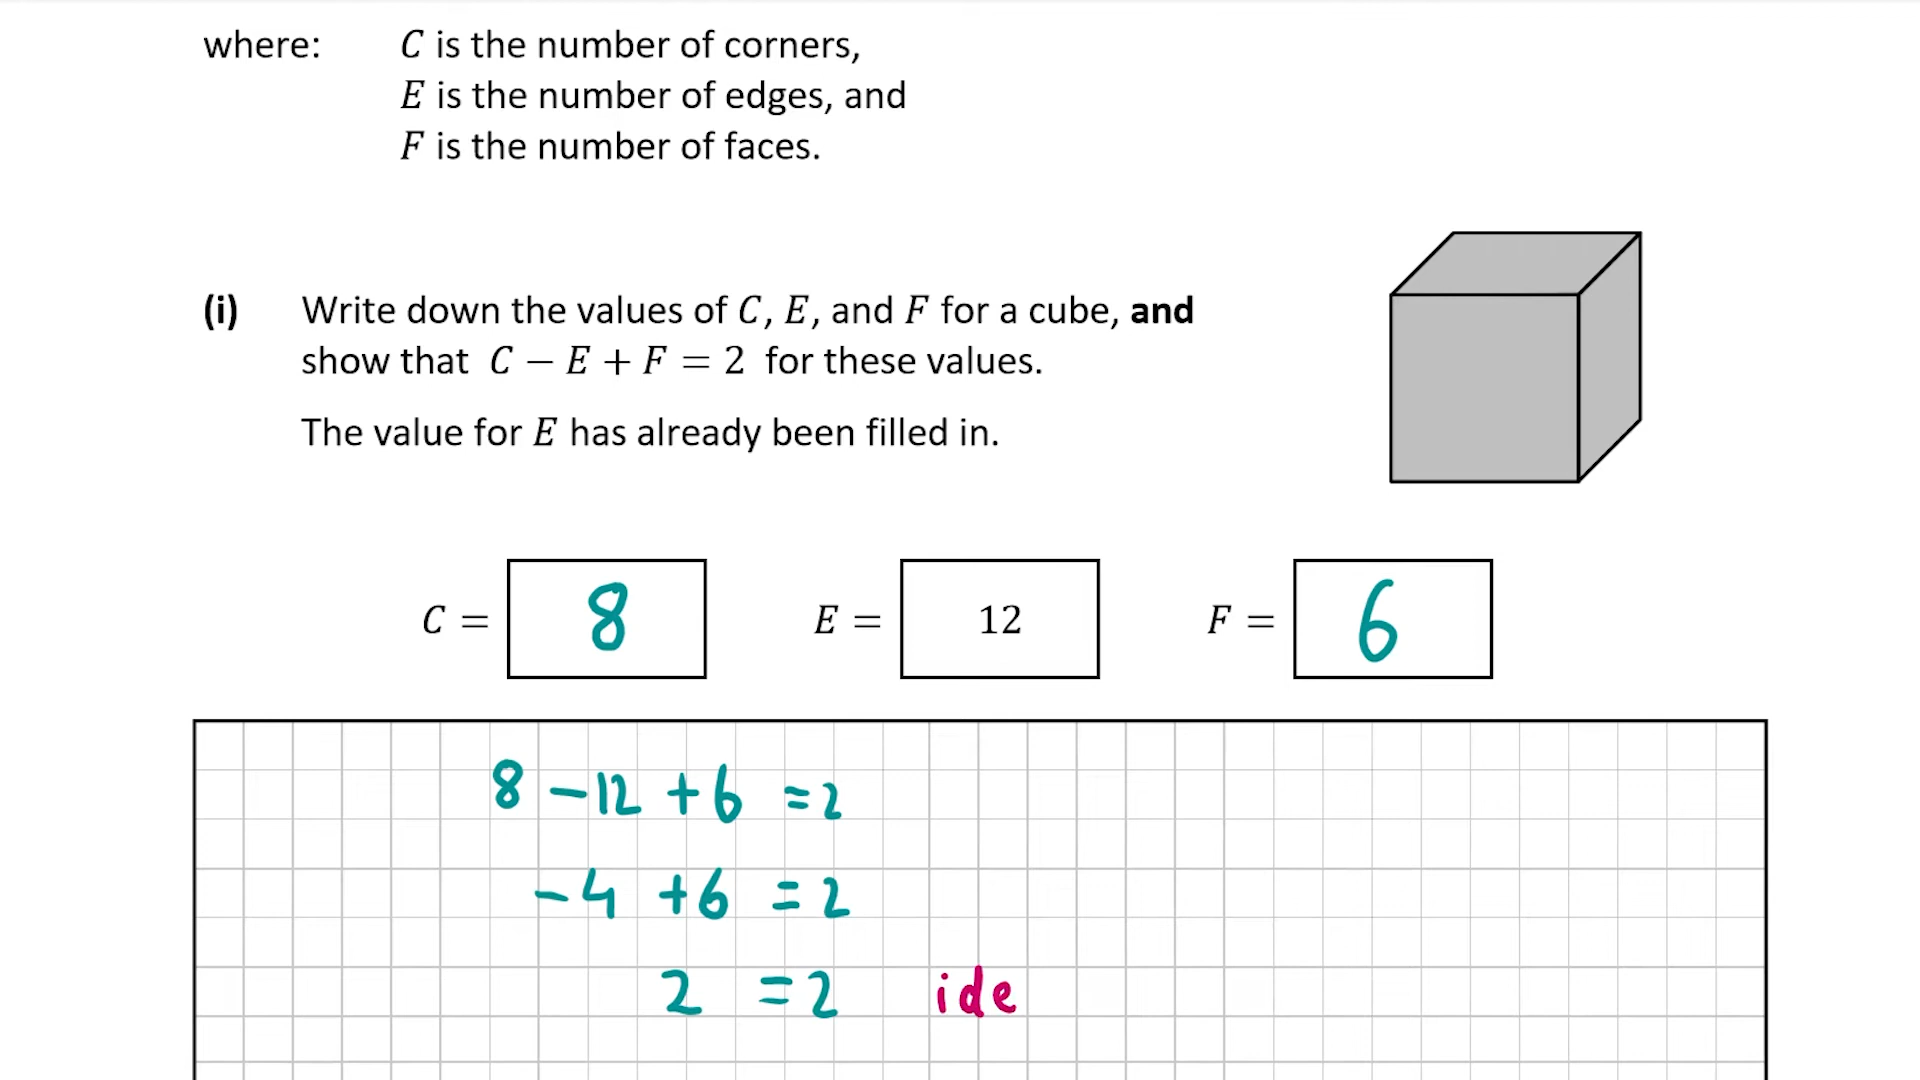 where: C is the number of corners,
E is the number of edges, and
F is the number of faces.
(i) Write down the values of C, E, and F for a cube, and
show that C − E + F = 2 for these values.
The value for E has already been filled in.
C = 8 E = 12 F = 6
8 −12 +6 =2
−4 +6 =2
2 =2 ide